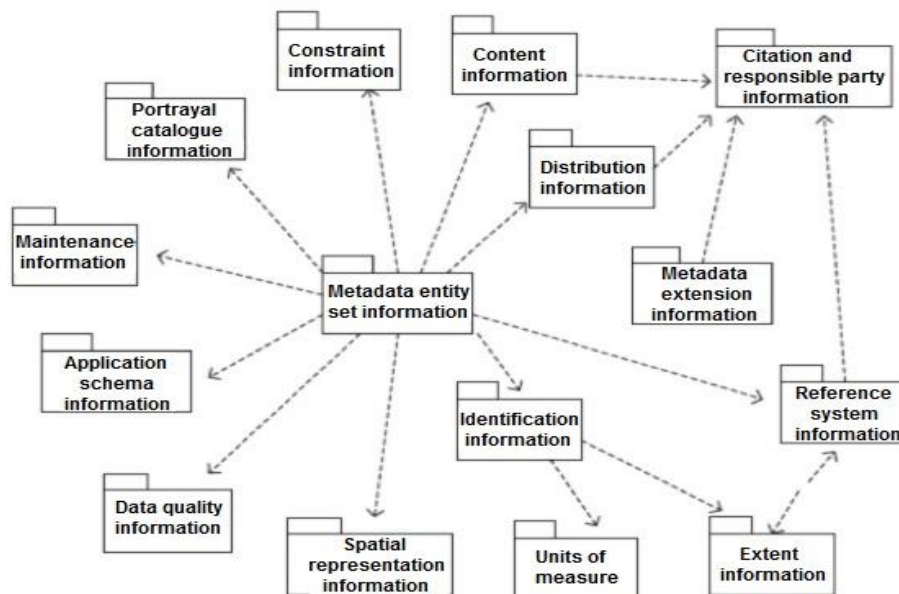 Constraint
information
Content
information
Citation and
responsible party
information
Portrayal
catalogue
information
Distribution
information
Maintenance
information
Metadata entity
set information
Metadada
extension
information
Application
schema
information
Identification
information
Reference
system
information
Data quality
information
Spatial
representation
information
Units of
measure
Extent
information